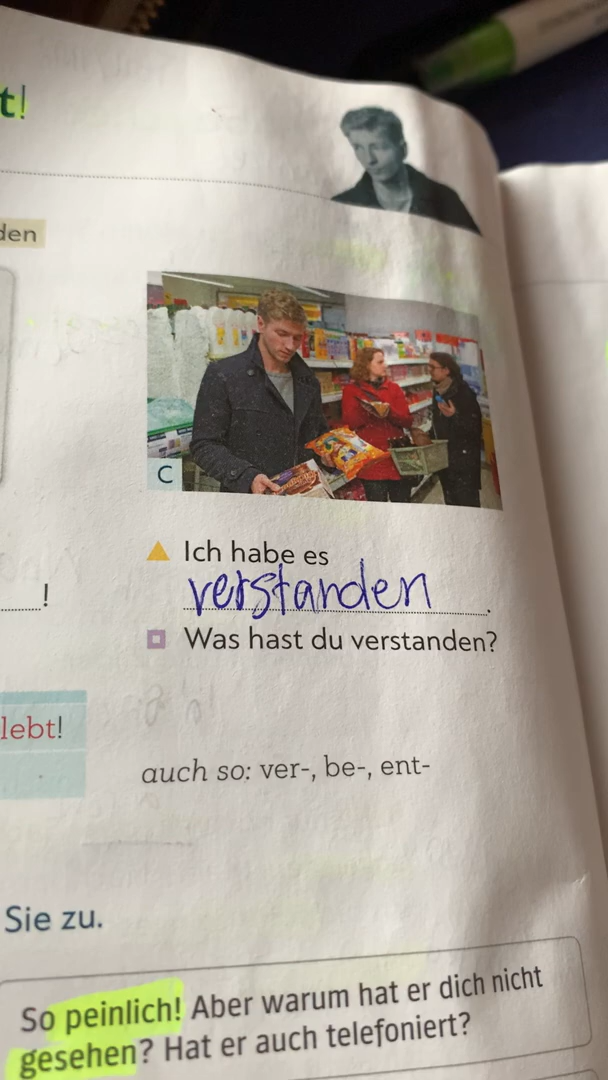 t!
den
C
Ich habe es
verstanden.
!
Was hast du verstanden?
lebt!
auch so: ver-, be-, ent-
Sie zu.
So peinlich! Aber warum hat er dich nicht
gesehen? Hat er auch telefoniert?